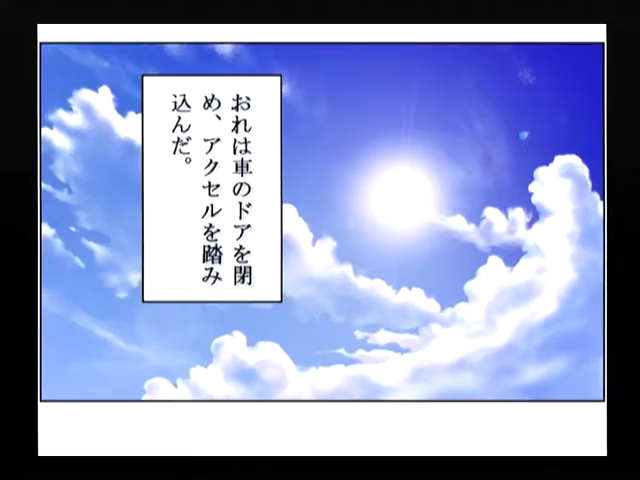 おれは車のドアを閉
め、アクセルを踏み
込んだ。